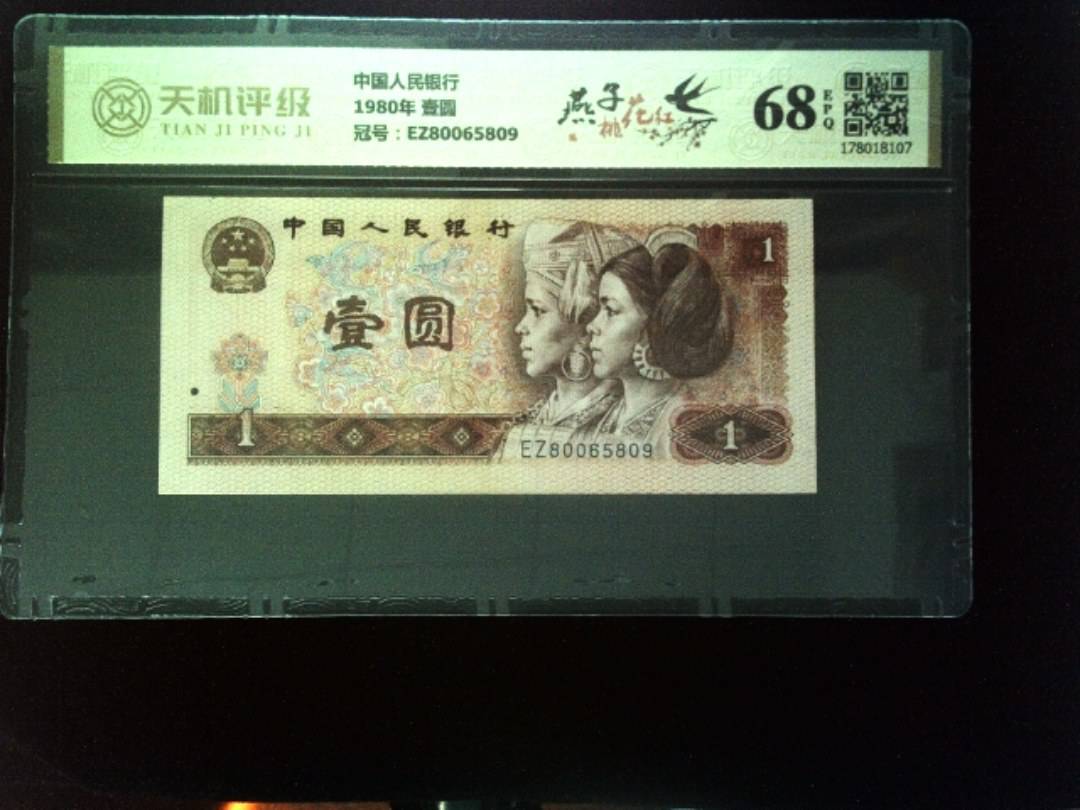 天机评级
TIAN JI PING JI
中国人民银行
1980年 壹圆
冠号：EZ80065809
燕子
桃花红
68
EPQ
178018107
中国人民银行
1
壹圆
1
EZ80065809
1